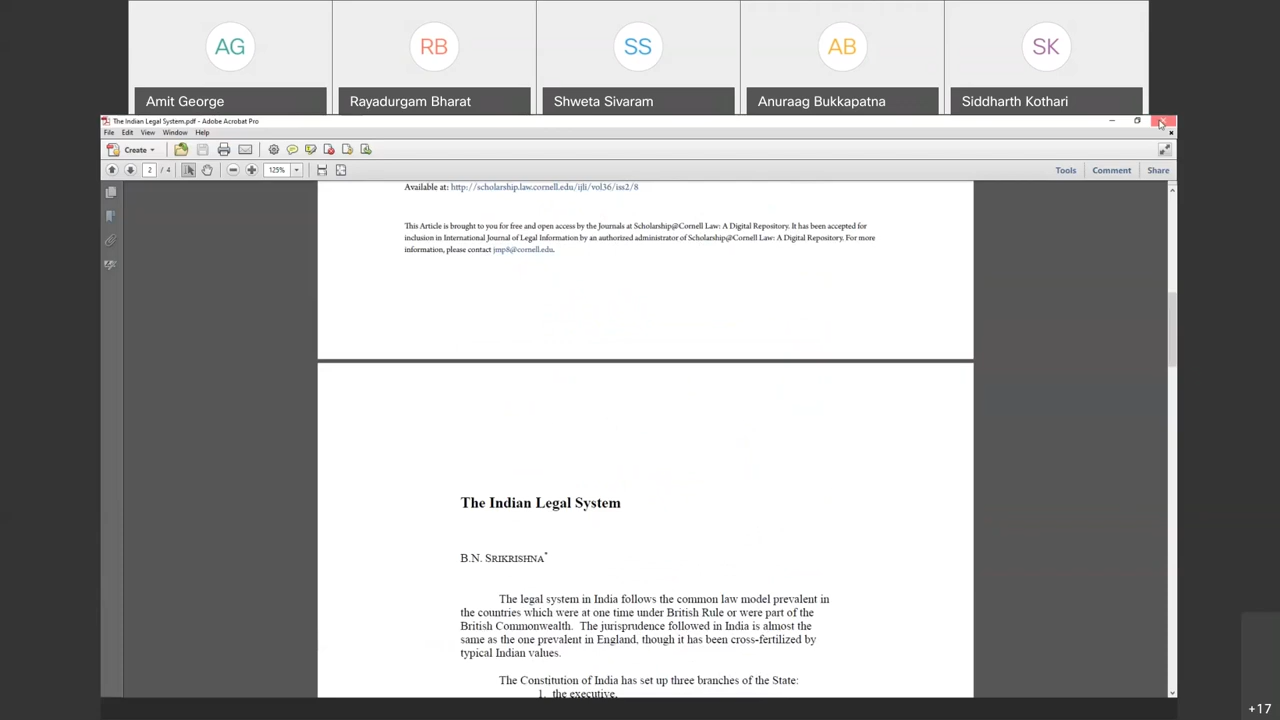 AG
RB
SS
AB
SK
Amit George
Rayadurgam Bharat
Shweta Sivaram
Anuraag Bukkapatna
Siddharth Kothari
The Indian Legal System.pdf - Adobe Acrobat Pro
File Edit View Window Help
Create
2 / 4
125%
Tools Comment Share
Available at: http://scholarship.law.cornell.edu/ijli/vol36/iss2/8
This Article is brought to you for free and open access by the Journals at Scholarship@Cornell Law: A Digital Repository. It has been accepted for
inclusion in International Journal of Legal Information by an authorized administrator of Scholarship@Cornell Law: A Digital Repository. For more
information, please contact jmp8@cornell.edu.
The Indian Legal System
B.N. SRIKRISHNA*
The legal system in India follows the common law model prevalent in
the countries which were at one time under British Rule or were part of the
British Commonwealth. The jurisprudence followed in India is almost the
same as the one prevalent in England, though it has been cross-fertilized by
typical Indian values.
The Constitution of India has set up three branches of the State:
1. the executive,
+17